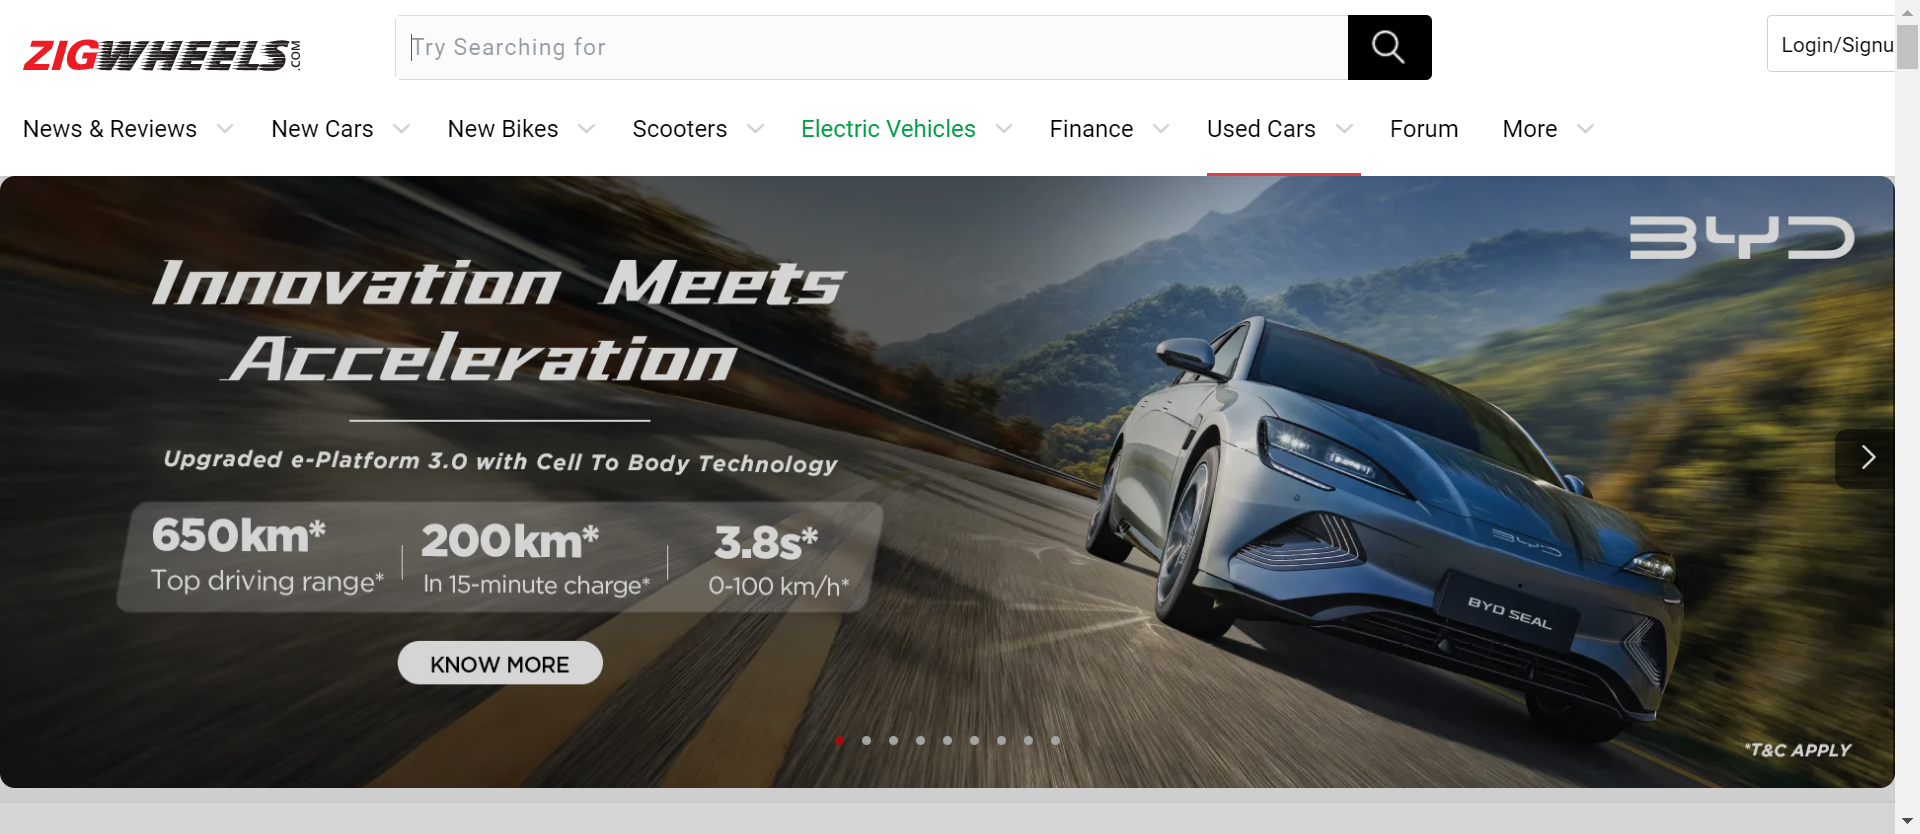 ZIGWHEELS.COM
Try Searching for
Login/Signu
News & Reviews New Cars New Bikes Scooters Electric Vehicles Finance Used Cars Forum More
BYD
Innovation Meets
Acceleration
Upgraded e-Platform 3.0 with Cell To Body Technology
650km* 200km* 3.8s*
Top driving range* In 15-minute charge* 0-100 km/h*
KNOW MORE
BYD
BYD SEAL
*T&C APPLY